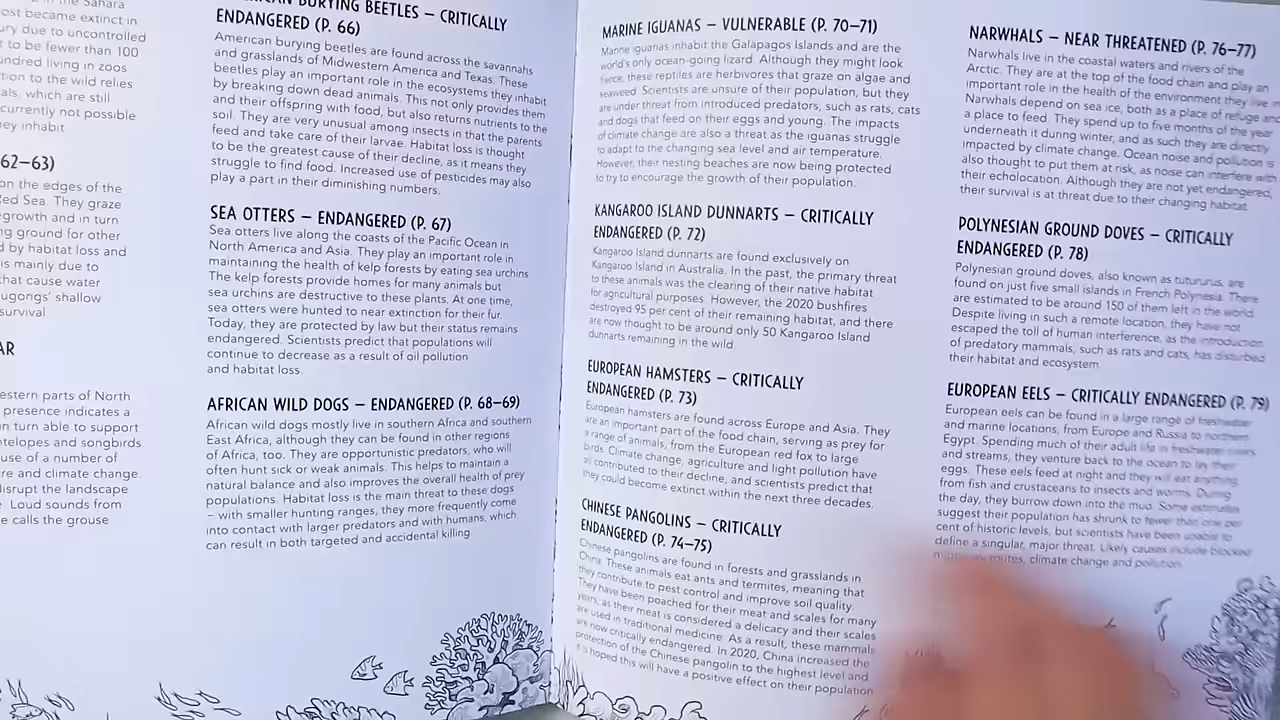 in the Sahara
ost became extinct in
ury due to uncontrolled
t to be fewer than 100
undred living in zoos
tion to the wild relies
als, which are still
currently not possible
hey inhabit
62–63)
on the edges of the
Red Sea. They graze
growth and in turn
ng ground for other
d by habitat loss and
is mainly due to
that cause water
ugongs' shallow
survival
AR
estern parts of North
presence indicates a
n turn able to support
ntelopes and songbirds
use of a number of
re and climate change.
disrupt the landscape
e. Loud sounds from
e calls the grouse
BURYING BEETLES – CRITICALLY
ENDANGERED (P. 66)
American burying beetles are found across the savannahs
and grasslands of Midwestern America and Texas. These
beetles play an important role in the ecosystems they inhabit
by breaking down dead animals. This not only provides them
and their offspring with food, but also returns nutrients to the
soil. They are very unusual among insects in that the parents
feed and take care of their larvae. Habitat loss is thought
to be the greatest cause of their decline, as it means they
struggle to find food. Increased use of pesticides may also
play a part in their diminishing numbers.
SEA OTTERS – ENDANGERED (P. 67)
Sea otters live along the coasts of the Pacific Ocean in
North America and Asia. They play an important role in
maintaining the health of kelp forests by eating sea urchins
The kelp forests provide homes for many animals but
sea urchins are destructive to these plants. At one time,
sea otters were hunted to near extinction for their fur.
Today, they are protected by law but their status remains
endangered. Scientists predict that populations will
continue to decrease as a result of oil pollution
and habitat loss.
AFRICAN WILD DOGS – ENDANGERED (P. 68–69)
African wild dogs mostly live in southern Africa and southern
East Africa, although they can be found in other regions
of Africa, too. They are opportunistic predators, who will
often hunt sick or weak animals. This helps to maintain a
natural balance and also improves the overall health of prey
populations. Habitat loss is the main threat to these dogs
– with smaller hunting ranges, they more frequently come
into contact with larger predators and with humans, which
can result in both targeted and accidental killing.
MARINE IGUANAS – VULNERABLE (P. 70–71)
Marine iguanas inhabit the Galapagos Islands and are the
world's only ocean-going lizard. Although they might look
fierce, these reptiles are herbivores that graze on algae and
seaweed. Scientists are unsure of their population, but they
are under threat from introduced predators, such as rats, cats
and dogs that feed on their eggs and young. The impacts
of climate change are also a threat as the iguanas struggle
to adapt to the changing sea level and air temperature.
However, their nesting beaches are now being protected
to try to encourage the growth of their population.
KANGAROO ISLAND DUNNARTS – CRITICALLY
ENDANGERED (P. 72)
Kangaroo Island dunnarts are found exclusively on
Kangaroo Island in Australia. In the past, the primary threat
to these animals was the clearing of their native habitat
for agricultural purposes. However, the 2020 bushfires
destroyed 95 per cent of their remaining habitat, and there
are now thought to be around only 50 Kangaroo Island
dunnarts remaining in the wild.
EUROPEAN HAMSTERS – CRITICALLY
ENDANGERED (P. 73)
European hamsters are found across Europe and Asia. They
are an important part of the food chain, serving as prey for
a range of animals, from the European red fox to large
birds. Climate change, agriculture and light pollution have
all contributed to their decline, and scientists predict that
they could become extinct within the next three decades.
CHINESE PANGOLINS – CRITICALLY
ENDANGERED (P. 74–75)
Chinese pangolins are found in forests and grasslands in
China. These animals eat ants and termites, meaning that
they contribute to pest control and improve soil quality.
They have been poached for their meat and scales for many
years, as their meat is considered a delicacy and their scales
are used in traditional medicine. As a result, these mammals
are now critically endangered. In 2020, China increased the
protection of the Chinese pangolin to the highest level and
it is hoped this will have a positive effect on their population
NARWHALS – NEAR THREATENED (P. 76–77)
Narwhals live in the coastal waters and rivers of the
Arctic. They are at the top of the food chain and play an
important role in the health of the environment they live in
Narwhals depend on sea ice, both as a place of refuge and
a place to feed. They spend up to five months of the year
underneath it during winter, and as such they are directly
impacted by climate change. Ocean noise and pollution is
also thought to put them at risk, as noise can interfere with
their echolocation. Although they are not yet endangered,
their survival is at threat due to their changing habitat.
POLYNESIAN GROUND DOVES – CRITICALLY
ENDANGERED (P. 78)
Polynesian ground doves, also known as tutururus, are
found on just five small islands in French Polynesia. There
are estimated to be around 150 of them left in the world.
Despite living in such a remote location, they have not
escaped the toll of human interference, as the introduction
of predatory mammals, such as rats and cats, has disturbed
their habitat and ecosystem.
EUROPEAN EELS – CRITICALLY ENDANGERED (P. 79)
European eels can be found in a large range of freshwater
and marine locations, from Europe and Russia to northern
Egypt. Spending much of their adult life in freshwater rivers
and streams, they venture back to the ocean to lay their
eggs. These eels feed at night and they will eat anything
from fish and crustaceans to insects and worms. During
the day, they burrow down into the mud. Some estimates
suggest their population has shrunk to fewer than one per
cent of historic levels, but scientists have been unable to
define a singular, major threat. Likely causes include blocked
routes, climate change and pollution.